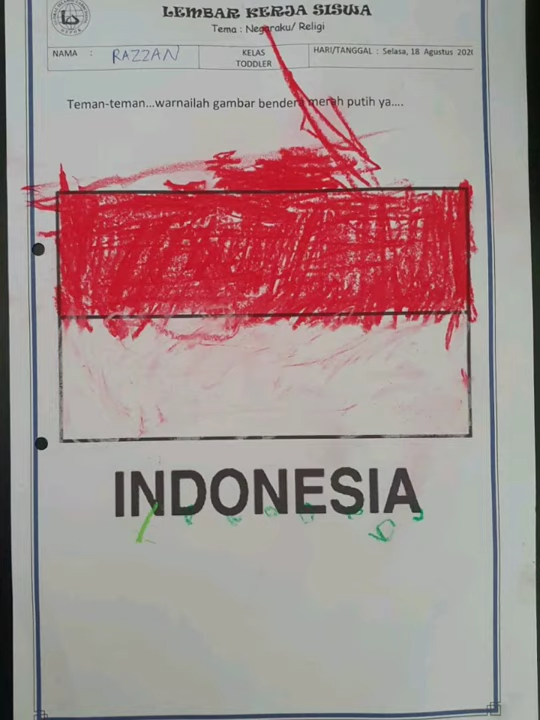 LEMBAR KERJA SISWA
Tema : Negaraku/ Religi
NAMA : RAZZAN
KELAS
TODDLER
HARI/TANGGAL : Selasa, 18 Agustus
Teman-teman...warnailah gambar bendera merah putih ya....
INDONESIA